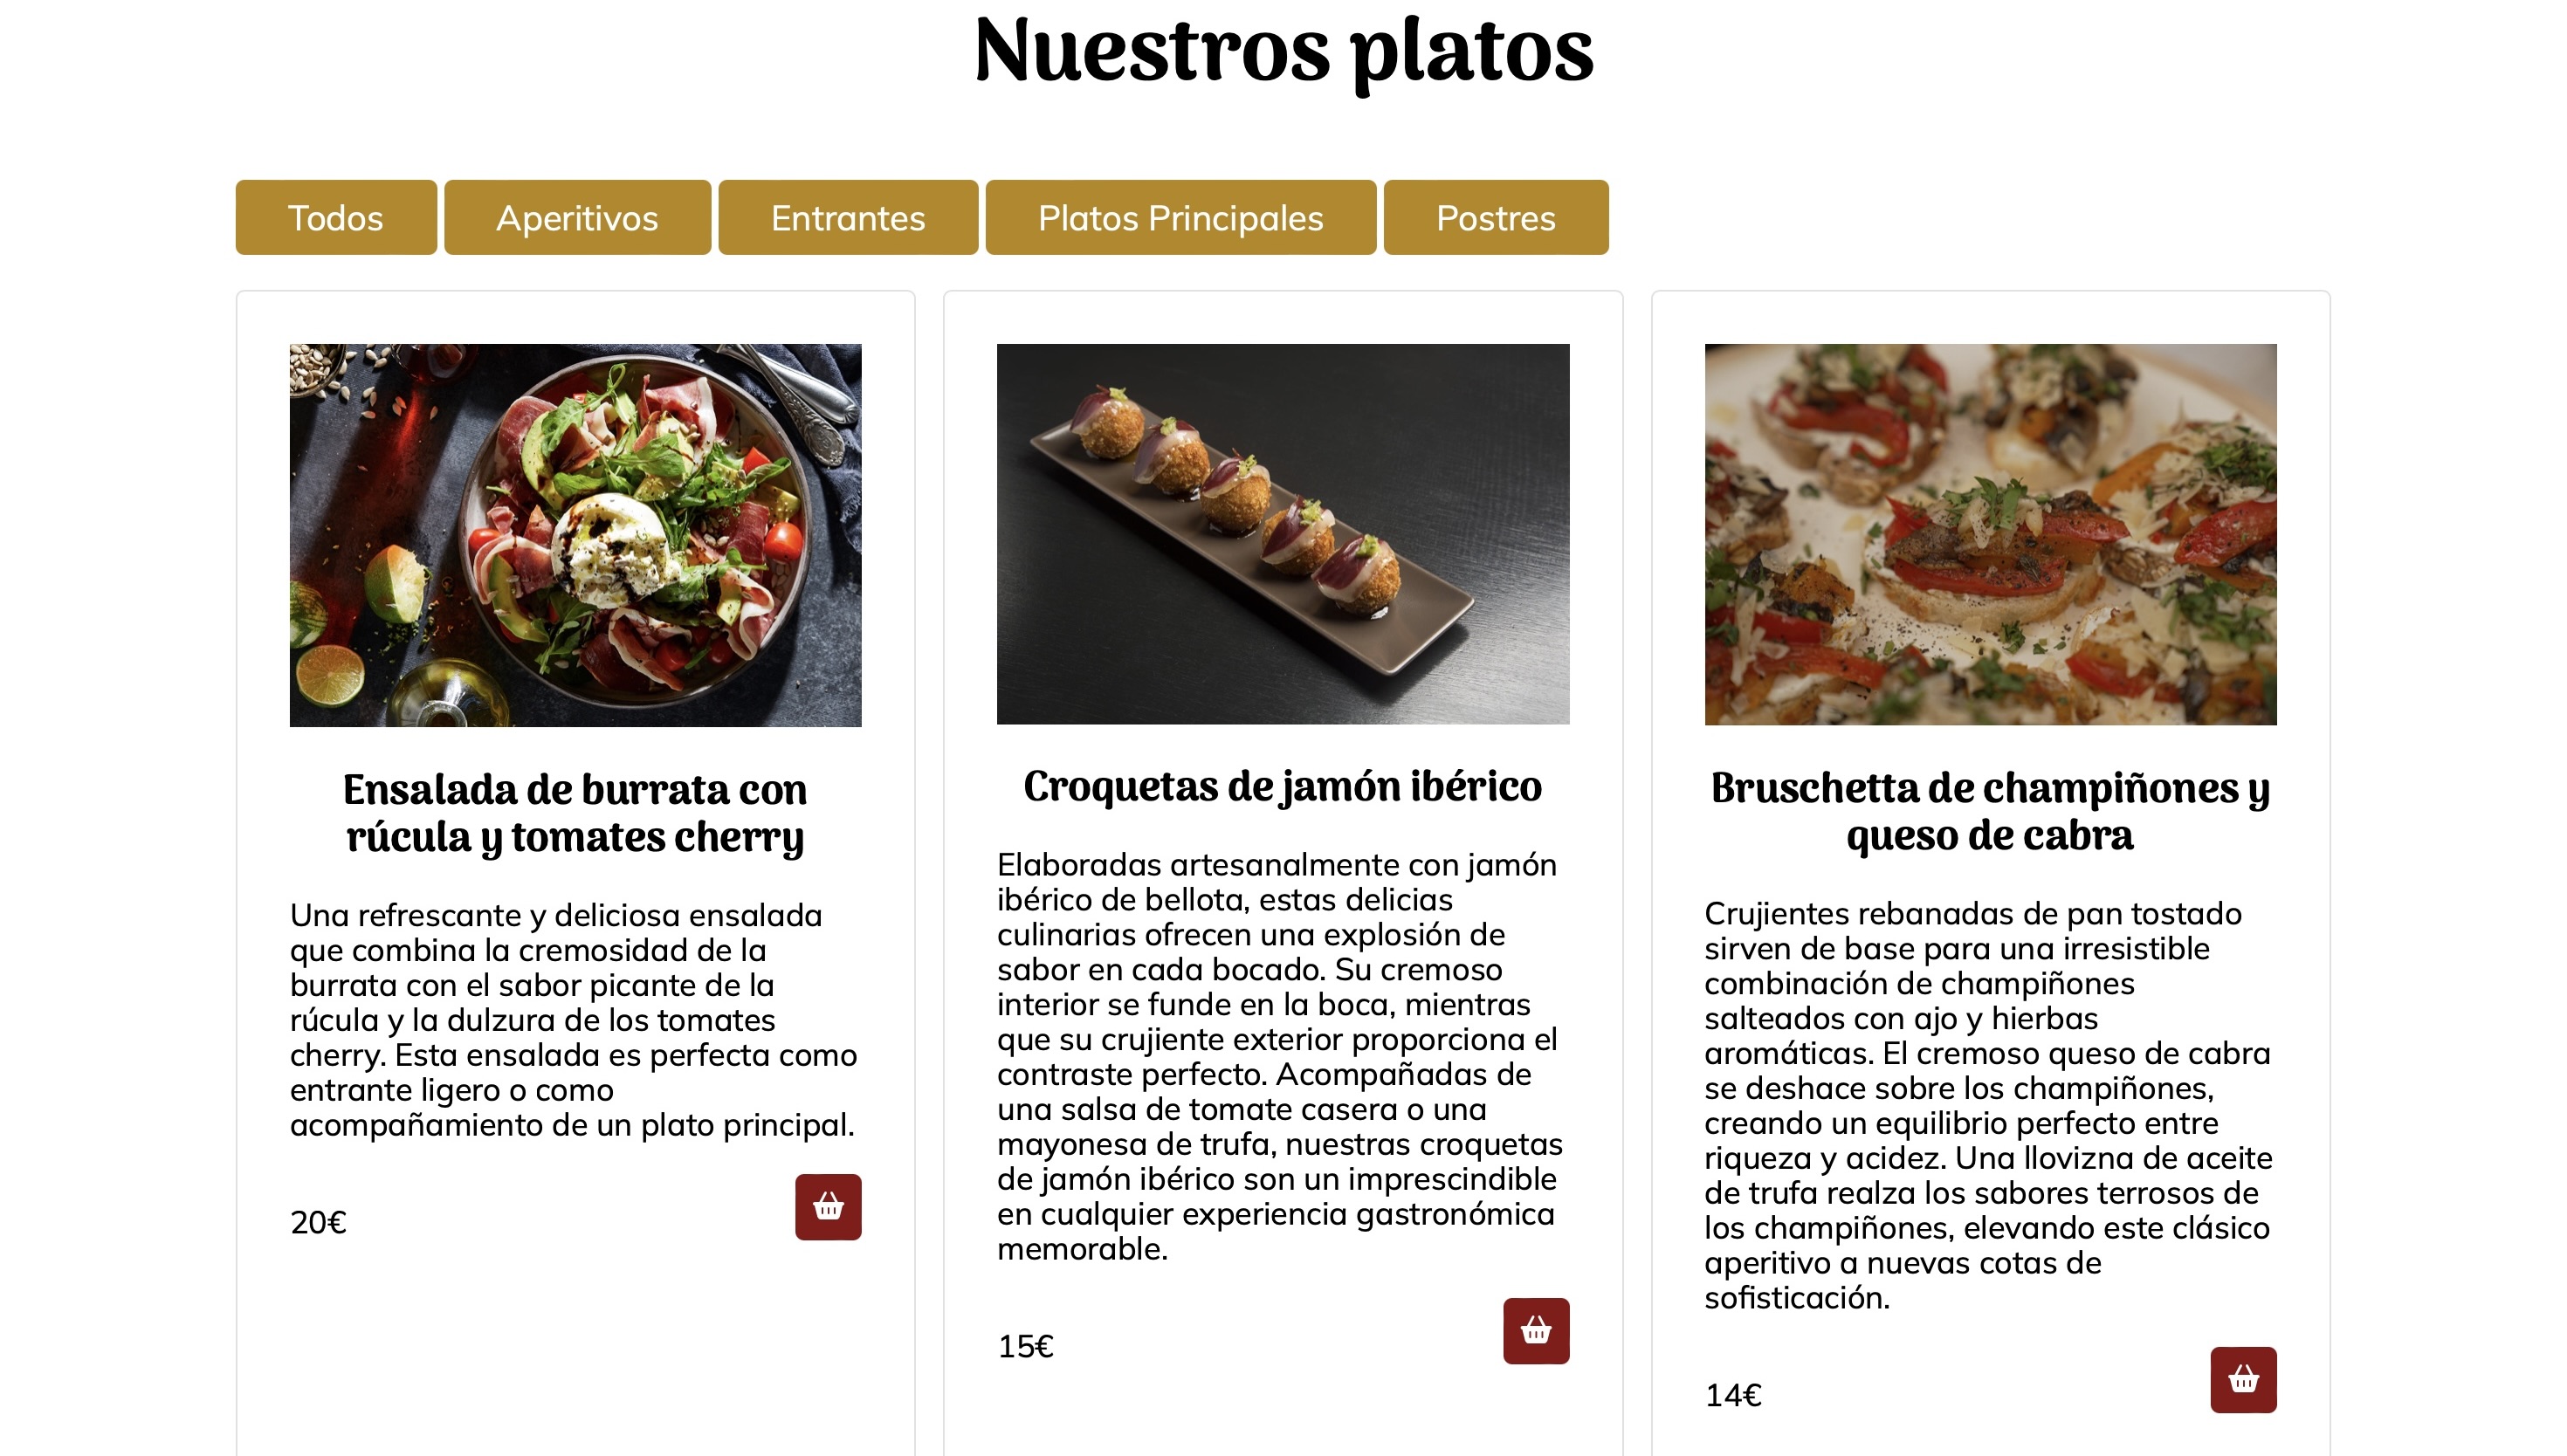 Nuestros platos
Todos
Aperitivos
Entrantes
Platos Principales
Postres
Ensalada de burrata con
rúcula y tomates cherry
Una refrescante y deliciosa ensalada
que combina la cremosidad de la
burrata con el sabor picante de la
rúcula y la dulzura de los tomates
cherry. Esta ensalada es perfecta como
entrante ligero o como
acompañamiento de un plato principal.
20€
Croquetas de jamón ibérico
Elaboradas artesanalmente con jamón
ibérico de bellota, estas delicias
culinarias ofrecen una explosión de
sabor en cada bocado. Su cremoso
interior se funde en la boca, mientras
que su crujiente exterior proporciona el
contraste perfecto. Acompañadas de
una salsa de tomate casera o una
mayonesa de trufa, nuestras croquetas
de jamón ibérico son un imprescindible
en cualquier experiencia gastronómica
memorable.
15€
Bruschetta de champiñones y
queso de cabra
Crujientes rebanadas de pan tostado
sirven de base para una irresistible
combinación de champiñones
salteados con ajo y hierbas
aromáticas. El cremoso queso de cabra
se deshace sobre los champiñones,
creando un equilibrio perfecto entre
riqueza y acidez. Una llovizna de aceite
de trufa realza los sabores terrosos de
los champiñones, elevando este clásico
aperitivo a nuevas cotas de
sofisticación.
14€